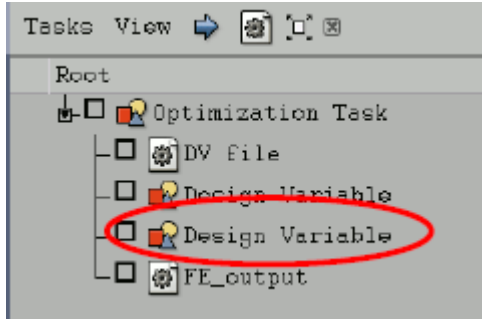 Tasks View
Root
Optimization Task
DV file
Design Variable
Design Variable
FE_output